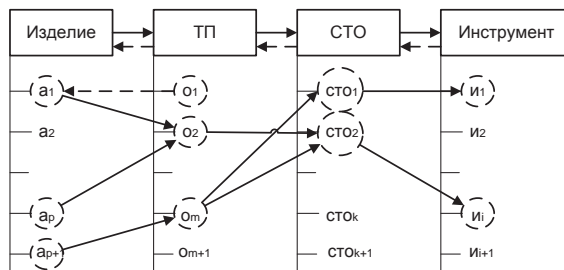 Изделие ТП СТО Инструмент
a₁ o₁ сто₁ и₁
a₂ o₂ сто₂ и₂
aₚ oₘ стоₖ иᵢ
aₚ₊₁ oₘ₊₁ стоₖ₊₁ иᵢ₊₁